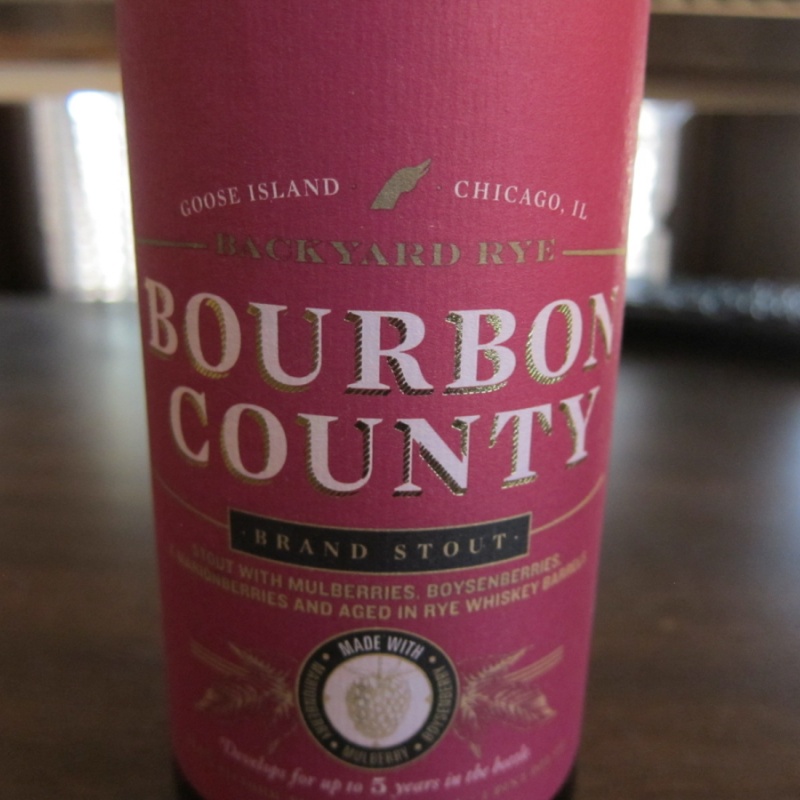 GOOSE ISLAND CHICAGO, IL
BACKYARD RYE
BOURBON
COUNTY
· BRAND STOUT ·
STOUT WITH MULBERRIES, BOYSENBERRIES,
& MARIONBERRIES AND AGED IN RYE WHISKEY BARRELS
MADE WITH
MARIONBERRY • MULBERRY • BOYSENBERRY
Develops for up to 5 years in the bottle